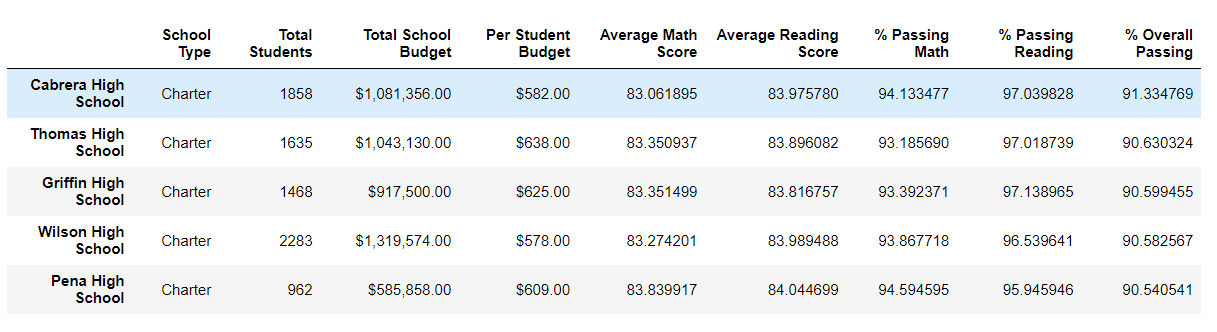 School Type Total Students Total School Budget Per Student Budget Average Math Score Average Reading Score % Passing Math % Passing Reading % Overall Passing
Cabrera High School Charter 1858 $1,081,356.00 $582.00 83.061895 83.975780 94.133477 97.039828 91.334769
Thomas High School Charter 1635 $1,043,130.00 $638.00 83.350937 83.896082 93.185690 97.018739 90.630324
Griffin High School Charter 1468 $917,500.00 $625.00 83.351499 83.816757 93.392371 97.138965 90.599455
Wilson High School Charter 2283 $1,319,574.00 $578.00 83.274201 83.989488 93.867718 96.539641 90.582567
Pena High School Charter 962 $585,858.00 $609.00 83.839917 84.044699 94.594595 95.945946 90.540541